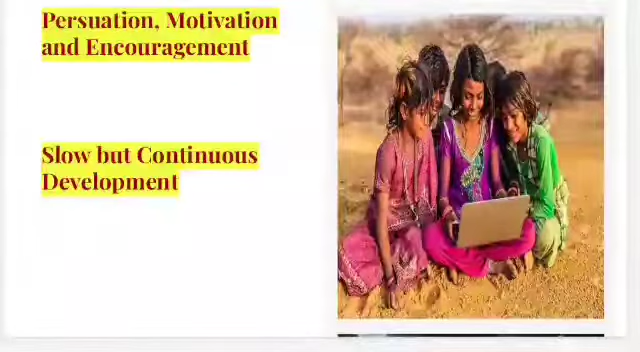 Persuation, Motivation
and Encouragement
Slow but Continuous
Development